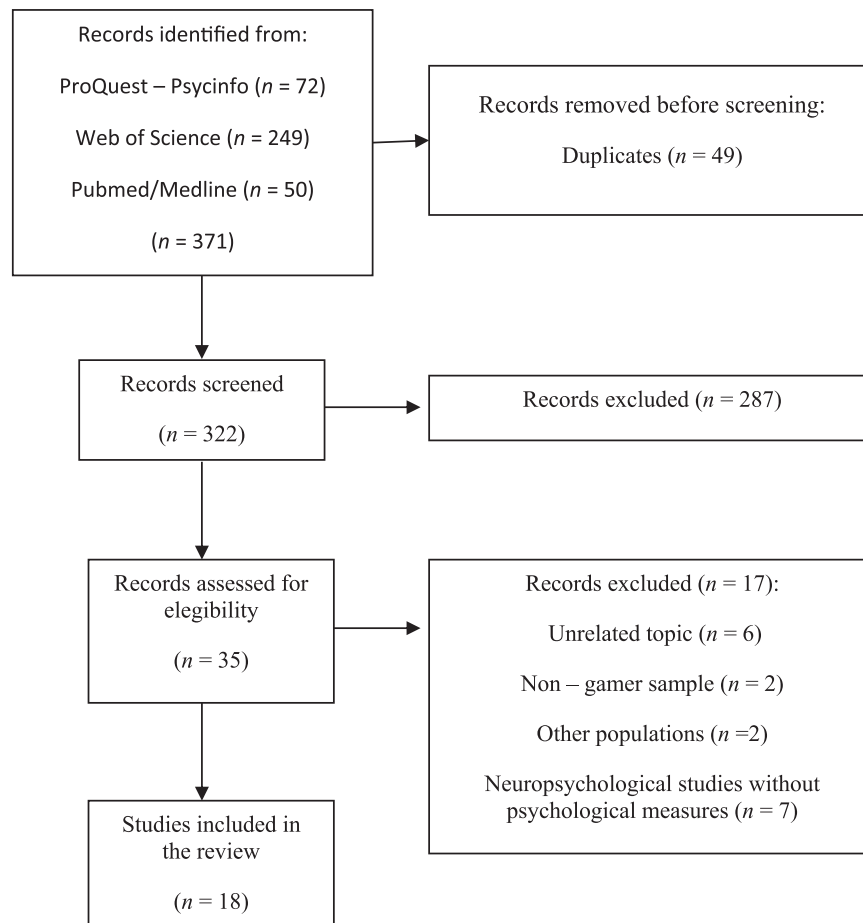 Records identified from:
ProQuest – Psycinfo (n = 72)
Web of Science (n = 249)
Pubmed/Medline (n = 50)
(n = 371)
Records removed before screening:
Duplicates (n = 49)
Records screened
(n = 322)
Records excluded (n = 287)
Records assessed for
elegibility
(n = 35)
Records excluded (n = 17):
Unrelated topic (n = 6)
Non – gamer sample (n = 2)
Other populations (n =2)
Neuropsychological studies without
psychological measures (n = 7)
Studies included in
the review
(n = 18)